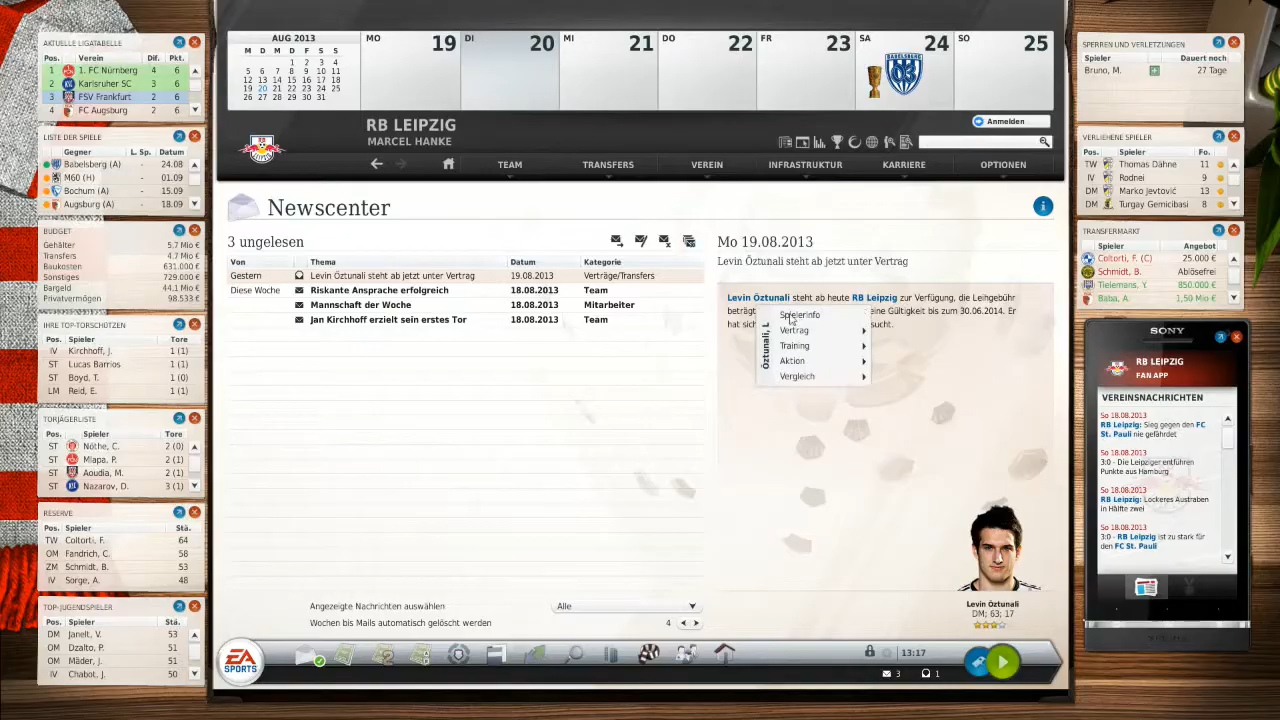 AKTUELLE LIGATABELLE
Pos. Verein Dif. Pkt.
1 1. FC Nürnberg 4 6
2 Karlsruher SC 3 6
3 FSV Frankfurt 2 6
4 FC Augsburg 2 6
LISTE DER SPIELE
Gegner L. Sp. Datum
Babelsberg (A) - 24.08
M60 (H) - 01.09
Bochum (A) - 15.09
Augsburg (A) - 18.09
BUDGET
Gehälter 5.7 Mio €
Transfers 4,7 Mio €
Baukosten 631.000 €
Sonstiges 729.000 €
Bargeld 44.1 Mio €
Privatvermögen 98.533 €
IHRE TOP-TORSCHÜTZEN
Pos. Spieler Tore
IV Kirchhoff, J. 1 (1)
ST Lucas Barrios 1 (1)
ST Boyd, T. 1 (0)
LM Reid, E. 1 (1)
TORJÄGERLISTE
Spieler Tore
ST Nöthe, C. 2 (0)
ST Mlapa, P. 2 (1)
ST Aoudia, M. 2 (1)
ST Nazarov, D. 3 (1)
RESERVE
Pos. Spieler Stä.
TW Coltorti, F. 64
OM Fandrich, C. 58
ZM Schmidt, B. 53
IV Sorge, A. 48
TOP-JUGENDSPIELER
Pos. Spieler Stä.
DM Janelt, V. 53
OM Dzalto, P. 51
OM Mäder, J. 51
IV Chabot, J. 50
AUG 2013
M D M D F S S
1 2 3 4
5 6 7 8 9 10 11
12 13 14 15 16 17 18
19 20 21 22 23 24 25
26 27 28 29 30 31
MO 19
DI 20
MI 21
DO 22
FR 23
SA 24
SO 25
BABELSBERG
RB LEIPZIG
MARCEL HANKE
Anmelden
TEAM TRANSFERS VEREIN INFRASTRUKTUR KARRIERE OPTIONEN
Newscenter
3 ungelesen
Von Thema Datum Kategorie
Gestern Levin Öztunali steht ab jetzt unter Vertrag 19.08.2013 Verträge/Transfers
Diese Woche Riskante Ansprache erfolgreich 18.08.2013 Team
Mannschaft der Woche 18.08.2013 Mitarbeiter
Jan Kirchhoff erzielt sein erstes Tor 18.08.2013 Team
Mo 19.08.2013
Levin Öztunali steht ab jetzt unter Vertrag
Levin Öztunali steht ab heute RB Leipzig zur Verfügung, die Leihgebühr
beträgt eine Gültigkeit bis zum 30.06.2014. Er
hat sich sucht.
Öztunali, L
Spielerinfo
Vertrag
Training
Aktion
Vergleich
Levin Öztunali
DM; 63; 17
Angezeigte Nachrichten auswählen Alle
Wochen bis Mails automatisch gelöscht werden 4
EA
SPORTS
13:17
3 1
SPERREN UND VERLETZUNGEN
Spieler Dauert noch
Bruno, M. 27 Tage
VERLIEHENE SPIELER
Pos. Spieler Fo.
TW Thomas Dähne 11
IV Rodnei 9
DM Marko Jevtović 13
DM Turgay Gemicibasi 8
TRANSFERMARKT
Spieler Angebot
Coltorti, F. (C) 25.000 €
Schmidt, B. Ablösefrei
Tielemans, Y. 850.000 €
Baba, A. 1,50 Mio €
SONY
RB LEIPZIG
FAN APP
VEREINSNACHRICHTEN
So 18.08.2013
RB Leipzig: Sieg gegen den FC
St. Pauli nie gefährdet
So 18.08.2013
3:0 - Die Leipziger entführen
Punkte aus Hamburg
So 18.08.2013
RB Leipzig: Lockeres Austraben
in Hälfte zwei
So 18.08.2013
3:0 - RB Leipzig ist zu stark für
den FC St. Pauli